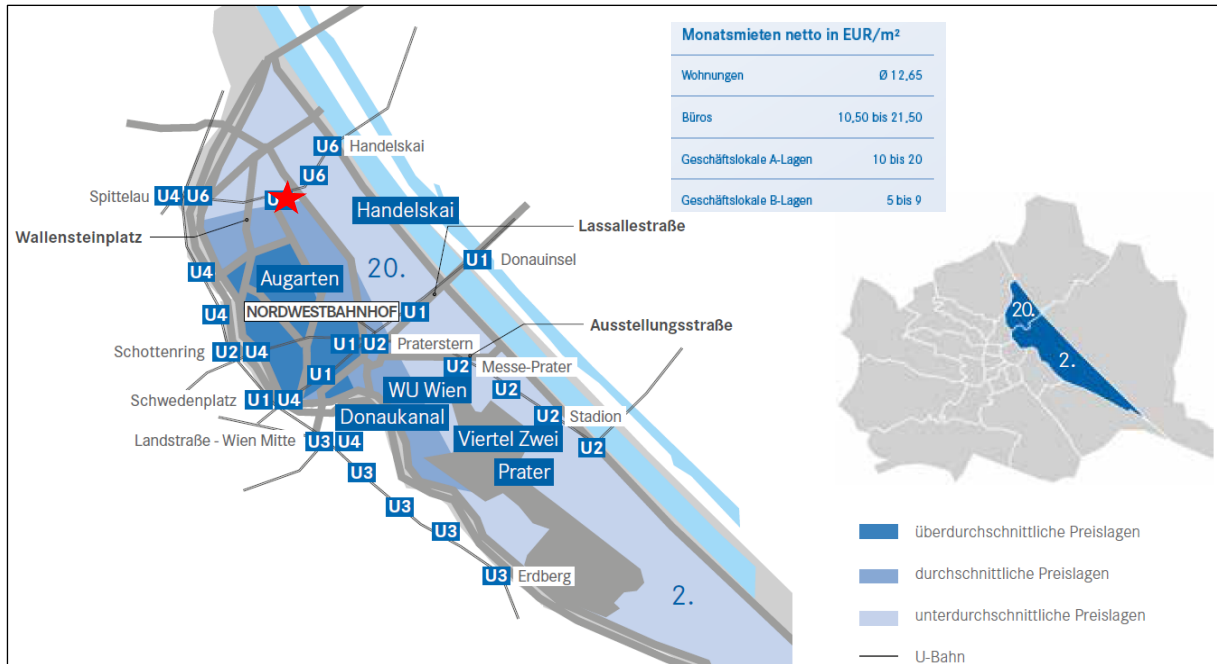 Monatsmieten netto in EUR/m²
Wohnungen Ø 12,65
Büros 10,50 bis 21,50
Geschäftslokale A-Lagen 10 bis 20
Geschäftslokale B-Lagen 5 bis 9
U6 Handelskai
U6
Spittelau U4 U6
Handelskai
Wallensteinplatz
Lassallestraße
20.
U1 Donauinsel
U4
Augarten
NORDWESTBAHNHOF U1
U4
Ausstellungsstraße
Schottenring U2 U4
U1 U2 Praterstern
U2 Messe-Prater
U1
WU Wien
U2
Schwedenplatz U1 U4
Donaukanal
U2 Stadion
Landstraße - Wien Mitte U3 U4
Viertel Zwei
U2
Prater
U3
U3
U3
U3 Erdberg
2.
20.
2.
überdurchschnittliche Preislagen
durchschnittliche Preislagen
unterdurchschnittliche Preislagen
U-Bahn